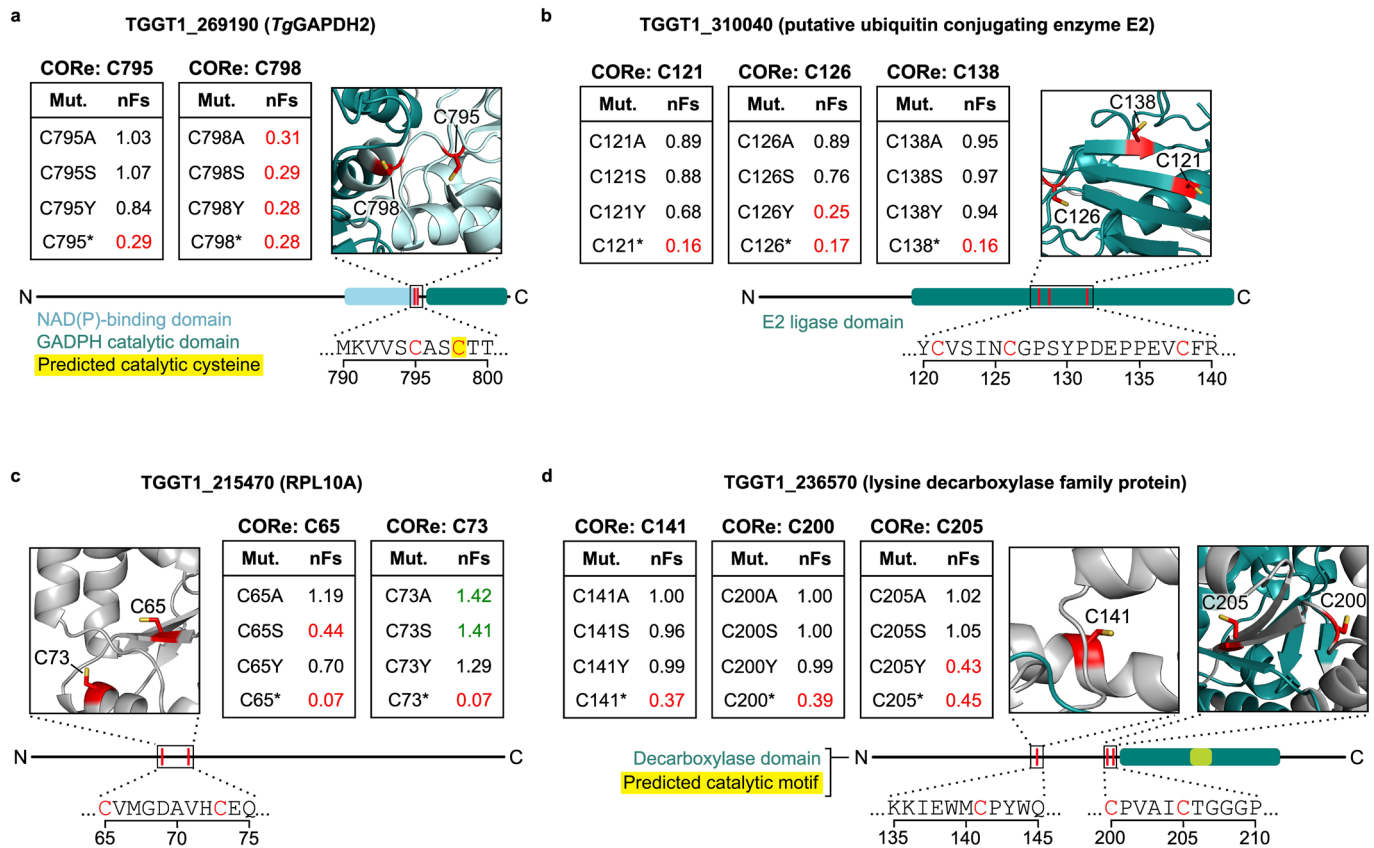 a
TGGT1_269190 (TgGAPDH2)
CORe: C795
Mut. nFs
C795A 1.03
C795S 1.07
C795Y 0.84
C795* 0.29
CORe: C798
Mut. nFs
C798A 0.31
C798S 0.29
C798Y 0.28
C798* 0.28
C795
C798
N
C
NAD(P)-binding domain
GADPH catalytic domain
Predicted catalytic cysteine
...MKVVSCASCTT...
790 795 800
b
TGGT1_310040 (putative ubiquitin conjugating enzyme E2)
CORe: C121
Mut. nFs
C121A 0.89
C121S 0.88
C121Y 0.68
C121* 0.16
CORe: C126
Mut. nFs
C126A 0.89
C126S 0.76
C126Y 0.25
C126* 0.17
CORe: C138
Mut. nFs
C138A 0.95
C138S 0.97
C138Y 0.94
C138* 0.16
C138
C121
C126
N
C
E2 ligase domain
...YCVSINCGPSYPDEPPEVCFR...
120 125 130 135 140
c
TGGT1_215470 (RPL10A)
C65
C73
CORe: C65
Mut. nFs
C65A 1.19
C65S 0.44
C65Y 0.70
C65* 0.07
CORe: C73
Mut. nFs
C73A 1.42
C73S 1.41
C73Y 1.29
C73* 0.07
N
C
...CVMGDAVHCEQ...
65 70 75
d
TGGT1_236570 (lysine decarboxylase family protein)
CORe: C141
Mut. nFs
C141A 1.00
C141S 0.96
C141Y 0.99
C141* 0.37
CORe: C200
Mut. nFs
C200A 1.00
C200S 1.00
C200Y 0.99
C200* 0.39
CORe: C205
Mut. nFs
C205A 1.02
C205S 1.05
C205Y 0.43
C205* 0.45
C141
C205
C200
Decarboxylase domain
Predicted catalytic motif
N
C
...KKIEWMCPYWQ...
135 140 145
...CPVAICTGGGP...
200 205 210